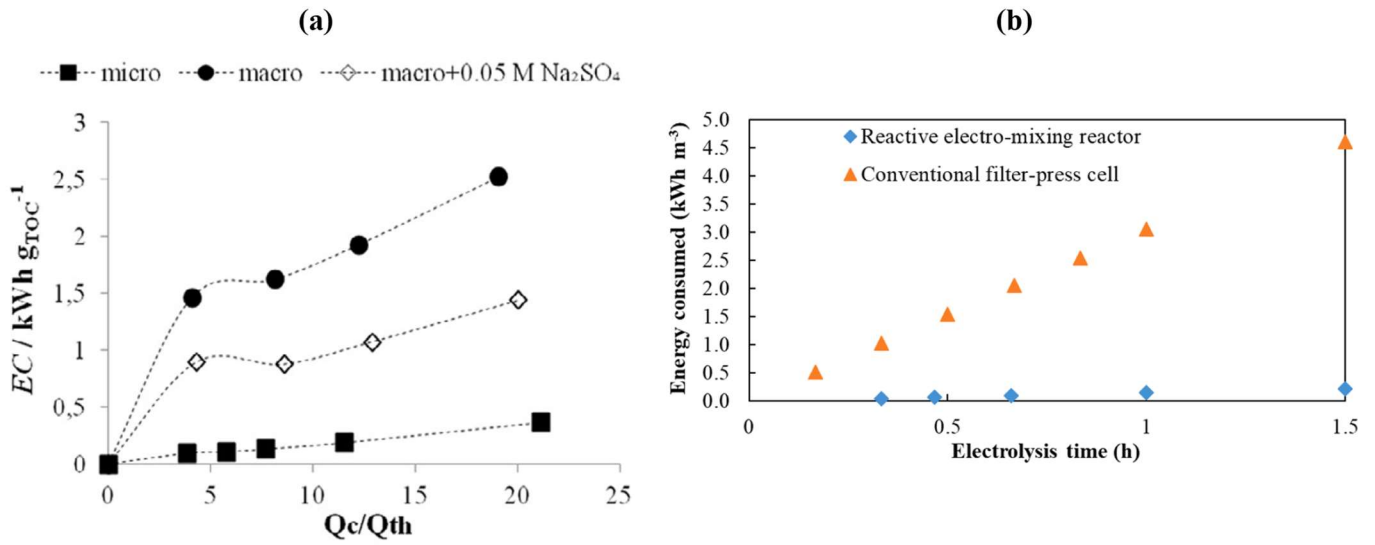 (a)
micro macro macro+0.05 M Na₂SO₄
3
2,5
2
1,5
1
0,5
0
0 5 10 15 20 25
EC / kWh g_TOC⁻¹
Qc/Qth
(b)
Reactive electro-mixing reactor
Conventional filter-press cell
5.0
4.5
4.0
3.5
3.0
2.5
2.0
1.5
1.0
0.5
0.0
0 0.5 1 1.5
Energy consumed (kWh m⁻³)
Electrolysis time (h)